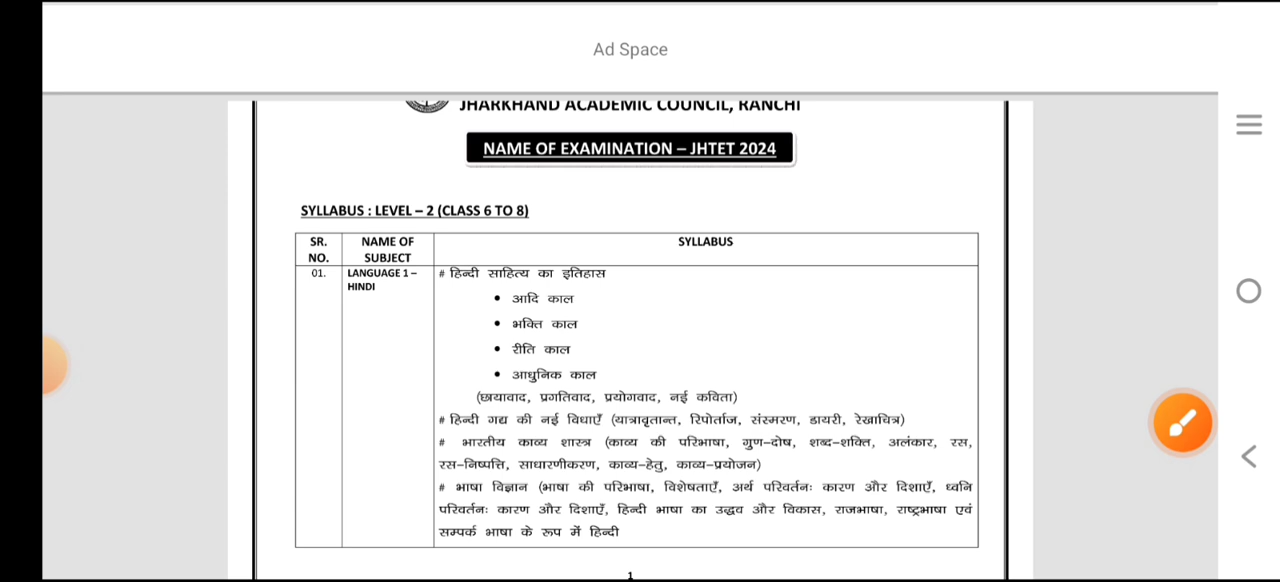 Ad Space
JHARKHAND ACADEMIC COUNCIL, RANCHI
NAME OF EXAMINATION – JHTET 2024
SYLLABUS : LEVEL – 2 (CLASS 6 TO 8)
SR. NO. NAME OF SUBJECT SYLLABUS
01. LANGUAGE 1 – HINDI # हिन्दी साहित्य का इतिहास
• आदि काल
• भक्ति काल
• रीति काल
• आधुनिक काल
(छायावाद, प्रगतिवाद, प्रयोगवाद, नई कविता)
# हिन्दी गद्य की नई विधाएँ (यात्रावृतान्त, रिपोर्ताज, संस्मरण, डायरी, रेखाचित्र)
# भारतीय काव्य शास्त्र (काव्य की परिभाषा, गुण–दोष, शब्द–शक्ति, अलंकार, रस,
रस–निष्पत्ति, साधारणीकरण, काव्य–हेतु, काव्य–प्रयोजन)
# भाषा विज्ञान (भाषा की परिभाषा, विशेषताएँ, अर्थ परिवर्तनः कारण और दिशाएँ, ध्वनि
परिवर्तनः कारण और दिशाएँ, हिन्दी भाषा का उद्धव और विकास, राजभाषा, राष्ट्रभाषा एवं
सम्पर्क भाषा के रूप में हिन्दी
1